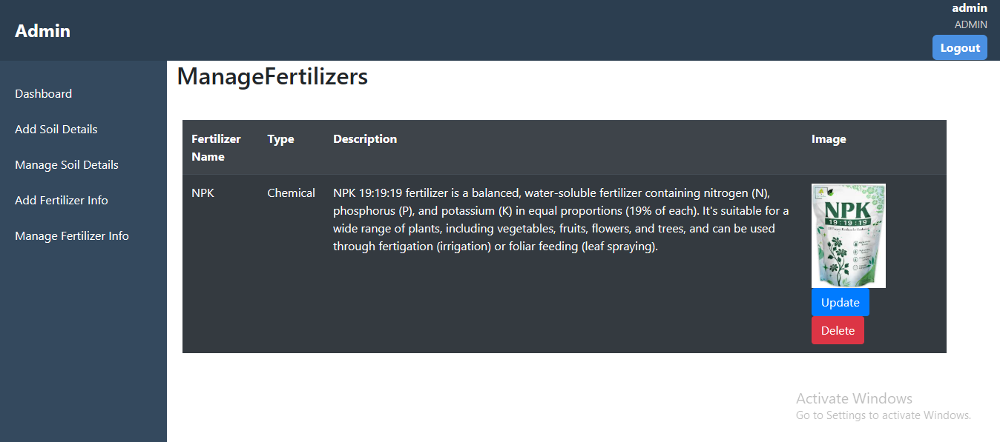 Admin
admin
ADMIN
Logout
Dashboard
Add Soil Details
Manage Soil Details
Add Fertilizer Info
Manage Fertilizer Info
ManageFertilizers
Fertilizer Name
Type
Description
Image
NPK
Chemical
NPK 19:19:19 fertilizer is a balanced, water-soluble fertilizer containing nitrogen (N),
phosphorus (P), and potassium (K) in equal proportions (19% of each). It's suitable for a
wide range of plants, including vegetables, fruits, flowers, and trees, and can be used
through fertigation (irrigation) or foliar feeding (leaf spraying).
NPK
19:19:19
Update
Delete
Activate Windows
Go to Settings to activate Windows.